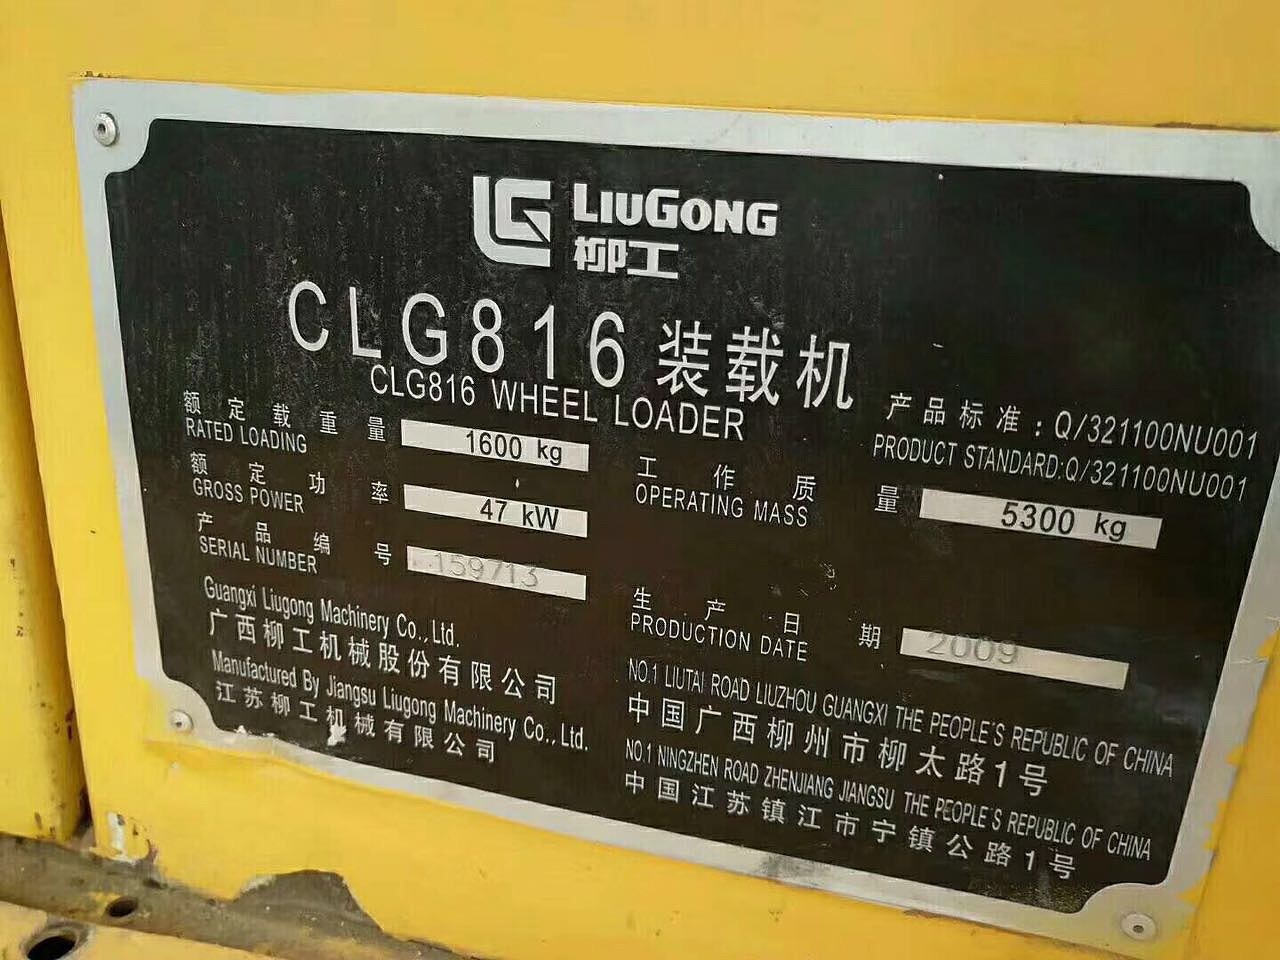 LG LIUGONG
柳工
CLG816 装载机
CLG816 WHEEL LOADER
产品标准:Q/321100NU001
PRODUCT STANDARD:Q/321100NU001
额定载重量 1600 kg
RATED LOADING
工作质量 5300 kg
OPERATING MASS
额定功率 47 kW
GROSS POWER
产品编号 159713
SERIAL NUMBER
生产日期 2009
PRODUCTION DATE
Guangxi Liugong Machinery Co., Ltd.
广西柳工机械股份有限公司
Manufactured By Jiangsu Liugong Machinery Co., Ltd.
江苏柳工机械有限公司
NO.1 LIUTAI ROAD LIUZHOU GUANGXI THE PEOPLE'S REPUBLIC OF CHINA
中国广西柳州市柳太路1号
NO.1 NINGZHEN ROAD ZHENJIANG JIANGSU THE PEOPLE'S REPUBLIC OF CHINA
中国江苏镇江市宁镇公路1号